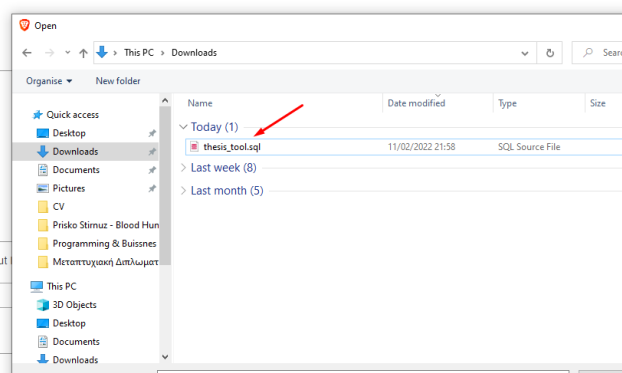 Open
This PC > Downloads
Sear
Organise
New folder
Name
Date modified
Type
Size
Quick access
Desktop
Downloads
Documents
Pictures
CV
Prisko Stirnuz - Blood Hun
Programming & Buissnes
Μεταπτυχιακή Διπλωματ
This PC
3D Objects
Desktop
Documents
Downloads
Today (1)
thesis_tool.sql
11/02/2022 21:58
SQL Source File
Last week (8)
Last month (5)